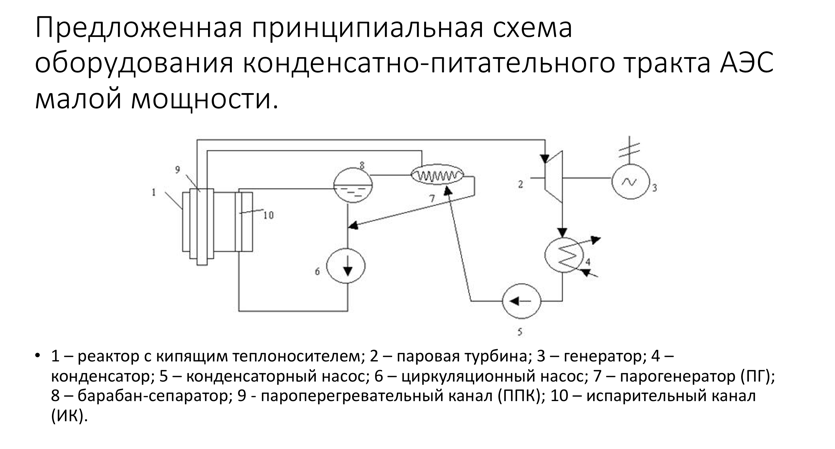 Предложенная принципиальная схема
оборудования конденсатно-питательного тракта АЭС
малой мощности.
9
8
1
2
3
7
10
4
6
5
• 1 – реактор с кипящим теплоносителем; 2 – паровая турбина; 3 – генератор; 4 –
конденсатор; 5 – конденсаторный насос; 6 – циркуляционный насос; 7 – парогенератор (ПГ);
8 – барабан-сепаратор; 9 - пароперегревательный канал (ППК); 10 – испарительный канал
(ИК).